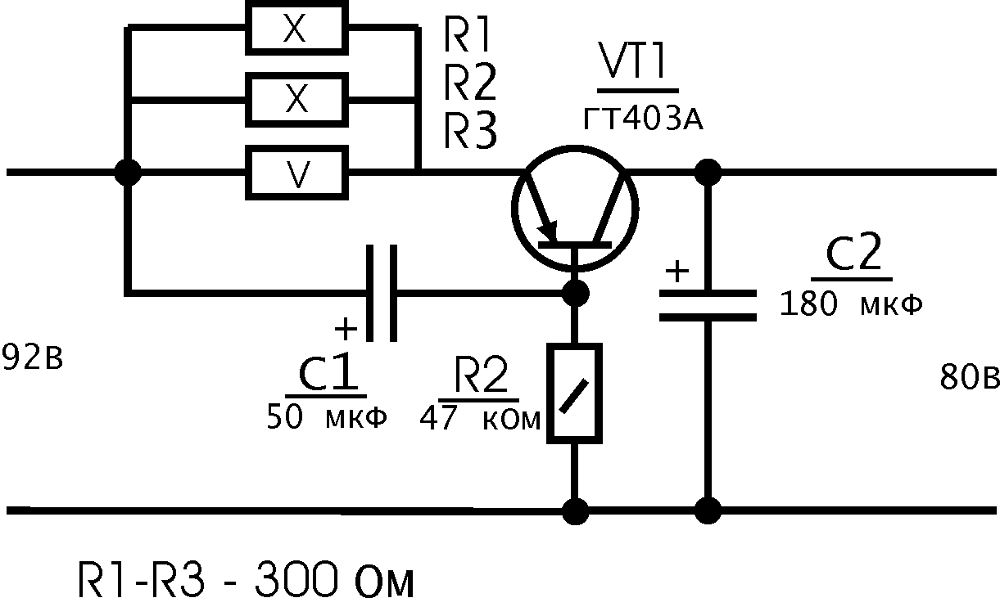 X
X
V
R1
R2
R3
VT1
ГТ403А
92В
+
C1
50 мкФ
R2
47 кОм
+
C2
180 мкФ
80В
R1-R3 - 300 Ом